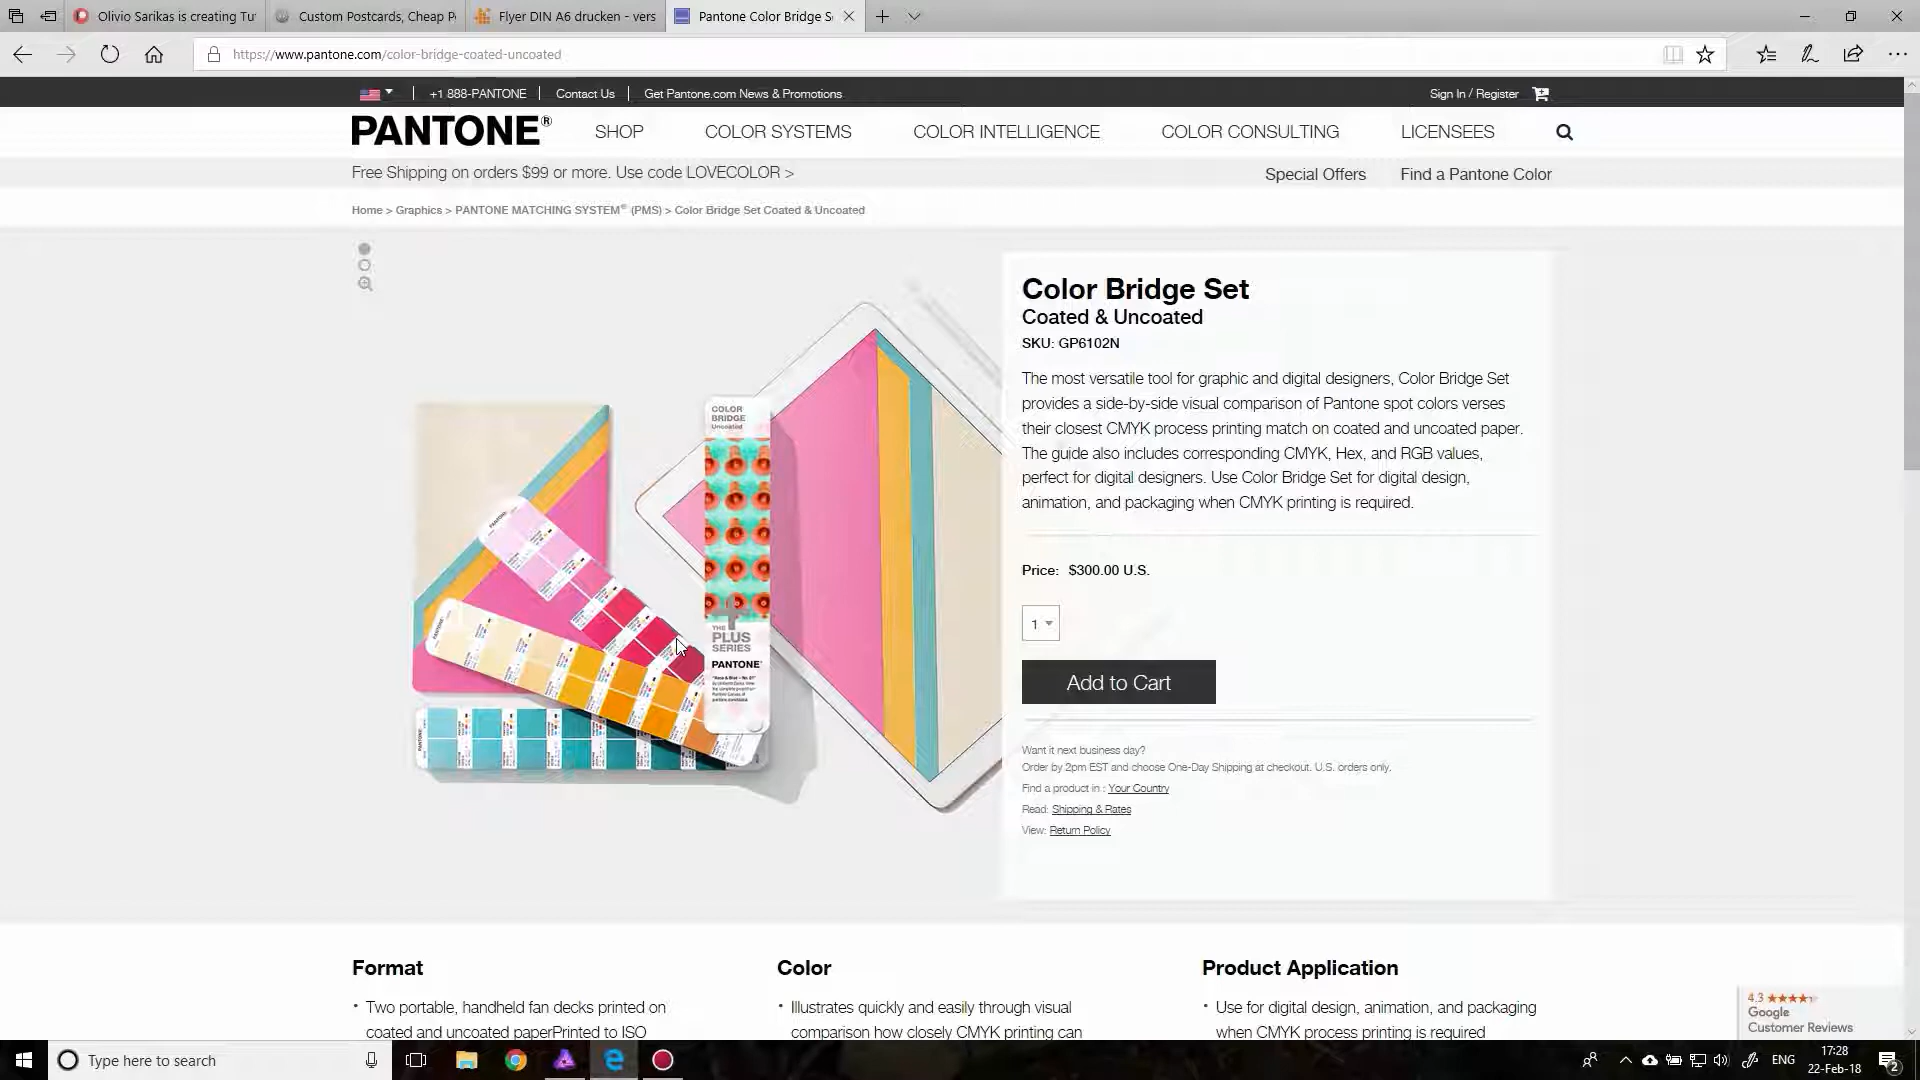 Olivio Sarikas is creating Tu
Custom Postcards, Cheap P
Flyer DIN A6 drucken - vers
Pantone Color Bridge S
https://www.pantone.com/color-bridge-coated-uncoated
+1 888-PANTONE
Contact Us
Get Pantone.com News & Promotions
Sign In / Register
PANTONE®
SHOP
COLOR SYSTEMS
COLOR INTELLIGENCE
COLOR CONSULTING
LICENSEES
Free Shipping on orders $99 or more. Use code LOVECOLOR >
Special Offers
Find a Pantone Color
Home > Graphics > PANTONE MATCHING SYSTEM® (PMS) > Color Bridge Set Coated & Uncoated
COLOR
BRIDGE
Uncoated
THE
PLUS
SERIES
PANTONE®
Color Bridge Set
Coated & Uncoated
SKU: GP6102N
The most versatile tool for graphic and digital designers, Color Bridge Set
provides a side-by-side visual comparison of Pantone spot colors verses
their closest CMYK process printing match on coated and uncoated paper.
The guide also includes corresponding CMYK, Hex, and RGB values,
perfect for digital designers. Use Color Bridge Set for digital design,
animation, and packaging when CMYK printing is required.
Price: $300.00 U.S.
1
Add to Cart
Want it next business day?
Order by 2pm EST and choose One-Day Shipping at checkout. U.S. orders only.
Find a product in : Your Country
Read: Shipping & Rates
View: Return Policy
Format
• Two portable, handheld fan decks printed on
coated and uncoated paperPrinted to ISO
Color
• Illustrates quickly and easily through visual
comparison how closely CMYK printing can
Product Application
• Use for digital design, animation, and packaging
when CMYK process printing is required
4.3
Google
Customer Reviews
Type here to search
ENG
17:28
22-Feb-18
2